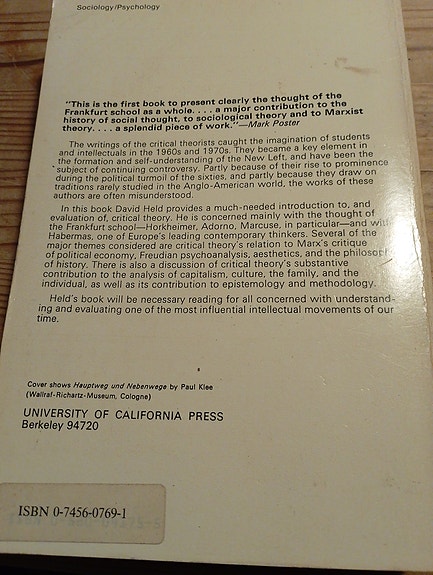 Sociology/Psychology
"This is the first book to present clearly the thought of the
Frankfurt school as a whole. . . . a major contribution to the
history of social thought, to sociological theory and to Marxist
theory. . . . a splendid piece of work."—Mark Poster
The writings of the critical theorists caught the imagination of students
and intellectuals in the 1960s and 1970s. They became a key element in
the formation and self-understanding of the New Left, and have been the
subject of continuing controversy. Partly because of their rise to prominence
during the political turmoil of the sixties, and partly because they draw on
traditions rarely studied in the Anglo-American world, the works of these
authors are often misunderstood.
In this book David Held provides a much-needed introduction to, and
evaluation of, critical theory. He is concerned mainly with the thought of
the Frankfurt school—Horkheimer, Adorno, Marcuse, in particular—and with
Habermas, one of Europe's leading contemporary thinkers. Several of the
major themes considered are critical theory's relation to Marx's critique
of political economy, Freudian psychoanalysis, aesthetics, and the philosophy
of history. There is also a discussion of critical theory's substantive
contribution to the analysis of capitalism, culture, the family, and the
individual, as well as its contribution to epistemology and methodology.
Held's book will be necessary reading for all concerned with understand-
ing and evaluating one of the most influential intellectual movements of our
time.
Cover shows Hauptweg und Nebenwege by Paul Klee
(Wallraf-Richartz-Museum, Cologne)
UNIVERSITY OF CALIFORNIA PRESS
Berkeley 94720
ISBN 0-7456-0769-1